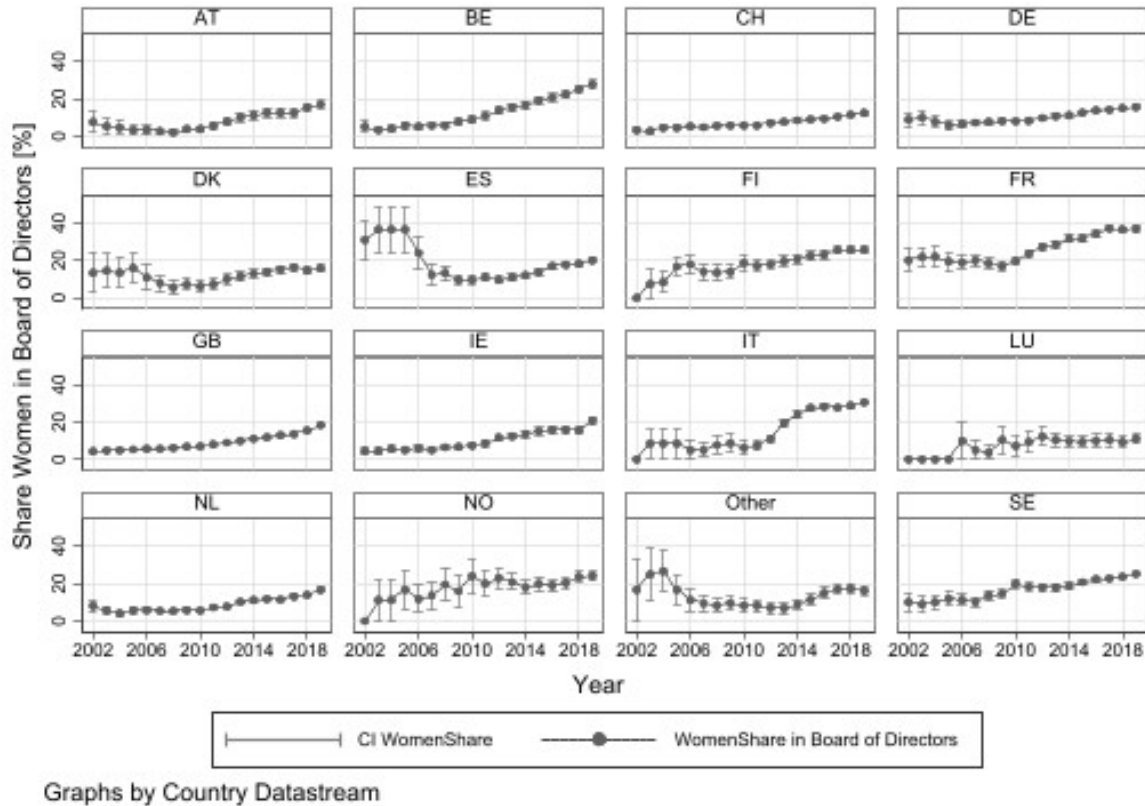 AT BE CH DE
0 20 40
DK ES FI FR
0 20 40
GB IE IT LU
0 20 40
NL NO Other SE
0 20 40
2002 2006 2010 2014 2018 2002 2006 2010 2014 2018 2002 2006 2010 2014 2018 2002 2006 2010 2014 2018
Share Women in Board of Directors [%]
Year
CI WomenShare WomenShare in Board of Directors
Graphs by Country Datastream